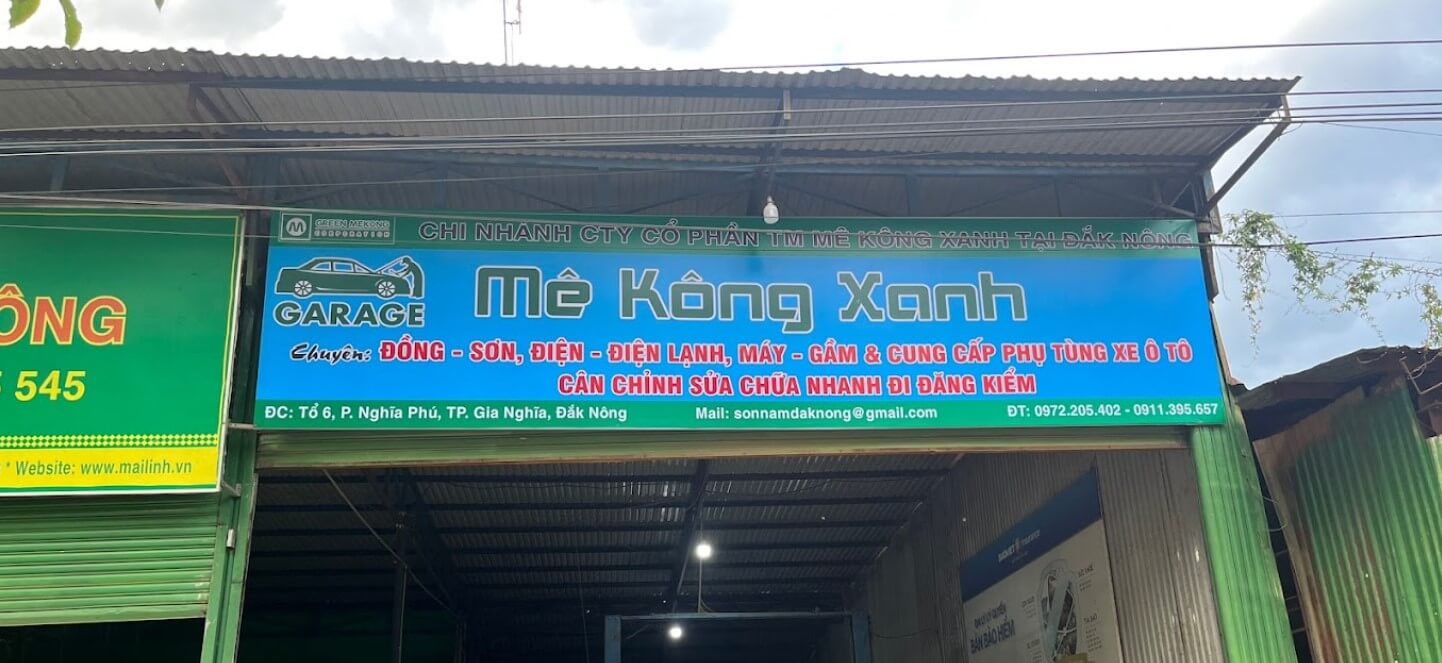 ÔNG
545
* Website: www.mailinh.vn
M GREEN MEKONG
CORPORATION
CHI NHÁNH CTY CỔ PHẦN TM MÊ KÔNG XANH TẠI ĐẮK NÔNG
GARAGE
Mê Kông Xanh
Chuyên: ĐỒNG - SƠN, ĐIỆN - ĐIỆN LẠNH, MÁY - GẦM & CUNG CẤP PHỤ TÙNG XE Ô TÔ
CÂN CHỈNH SỬA CHỮA NHANH ĐI ĐĂNG KIỂM
ĐC: Tổ 6, P. Nghĩa Phú, TP. Gia Nghĩa, Đắk Nông
Mail: sonnamdaknong@gmail.com
ĐT: 0972.205.402 - 0911.395.657
BẢO HIỂM